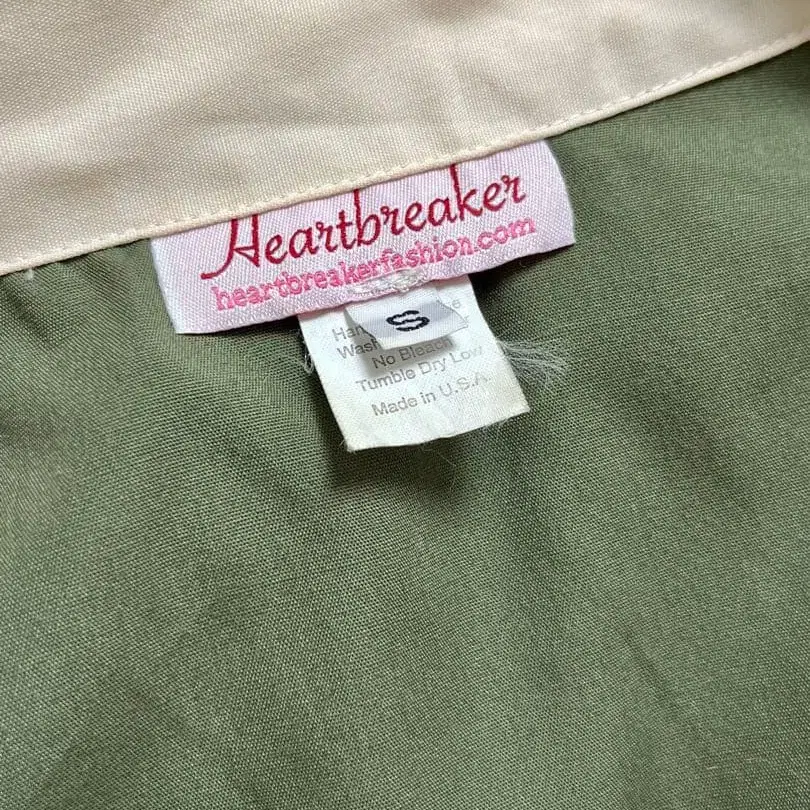 Heartbreaker
heartbreakerfashion.com
S
No Bleach
Tumble Dry Low
Made in U.S.A.